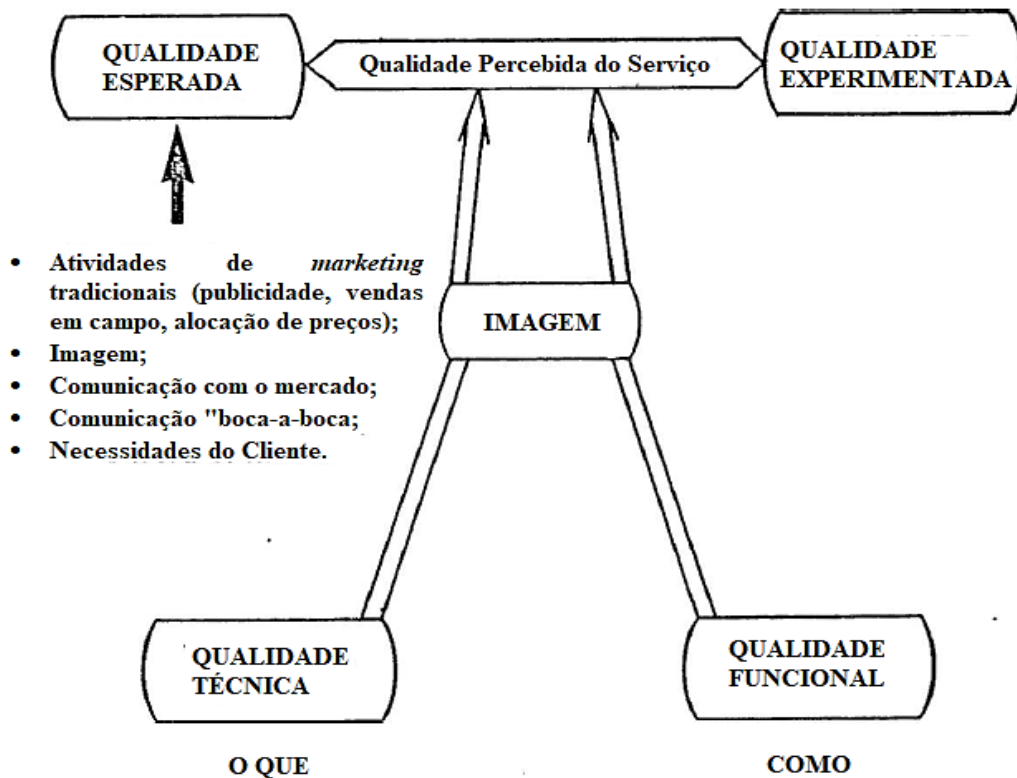 QUALIDADE
ESPERADA
Qualidade Percebida do Serviço
QUALIDADE
EXPERIMENTADA
• Atividades de marketing
tradicionais (publicidade, vendas
em campo, alocação de preços);
• Imagem;
• Comunicação com o mercado;
• Comunicação "boca-a-boca;
• Necessidades do Cliente.
IMAGEM
QUALIDADE
TÉCNICA
QUALIDADE
FUNCIONAL
O QUE
COMO